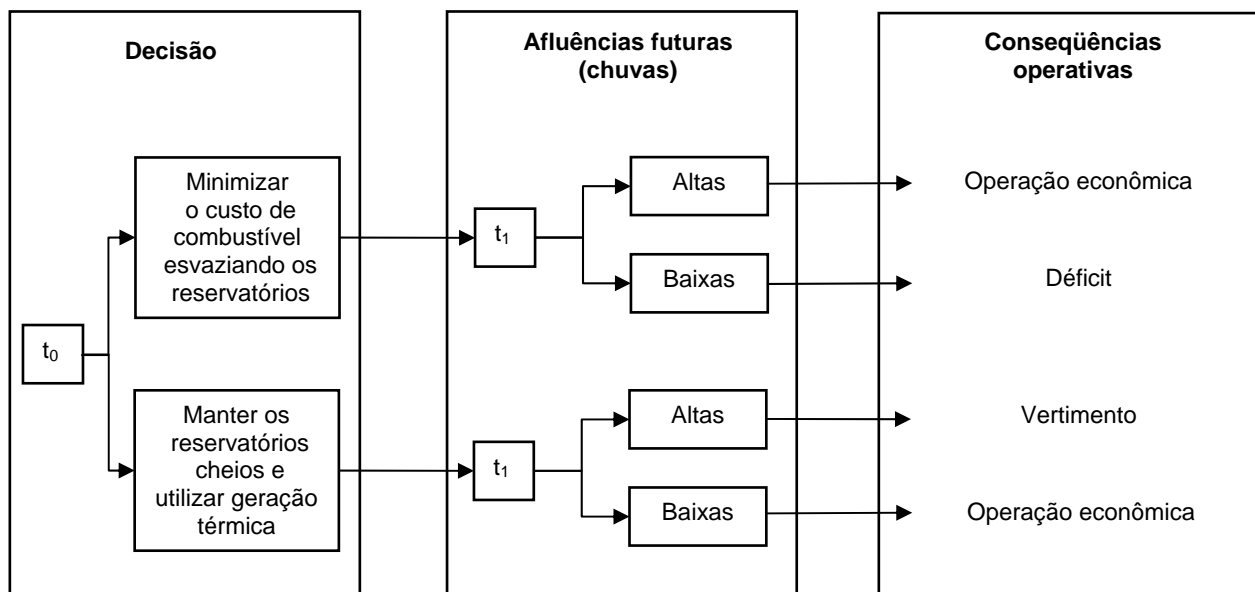 Decisão
Afluências futuras
(chuvas)
Conseqüências
operativas
Minimizar
o custo de
combustível
esvaziando os
reservatórios
t₁
Altas
Operação econômica
Baixas
Déficit
t₀
Manter os
reservatórios
cheios e
utilizar geração
térmica
t₁
Altas
Vertimento
Baixas
Operação econômica